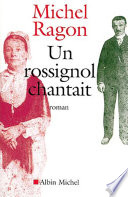 Michel
Ragon
Un
rossignol
chantait
roman
Albin Michel